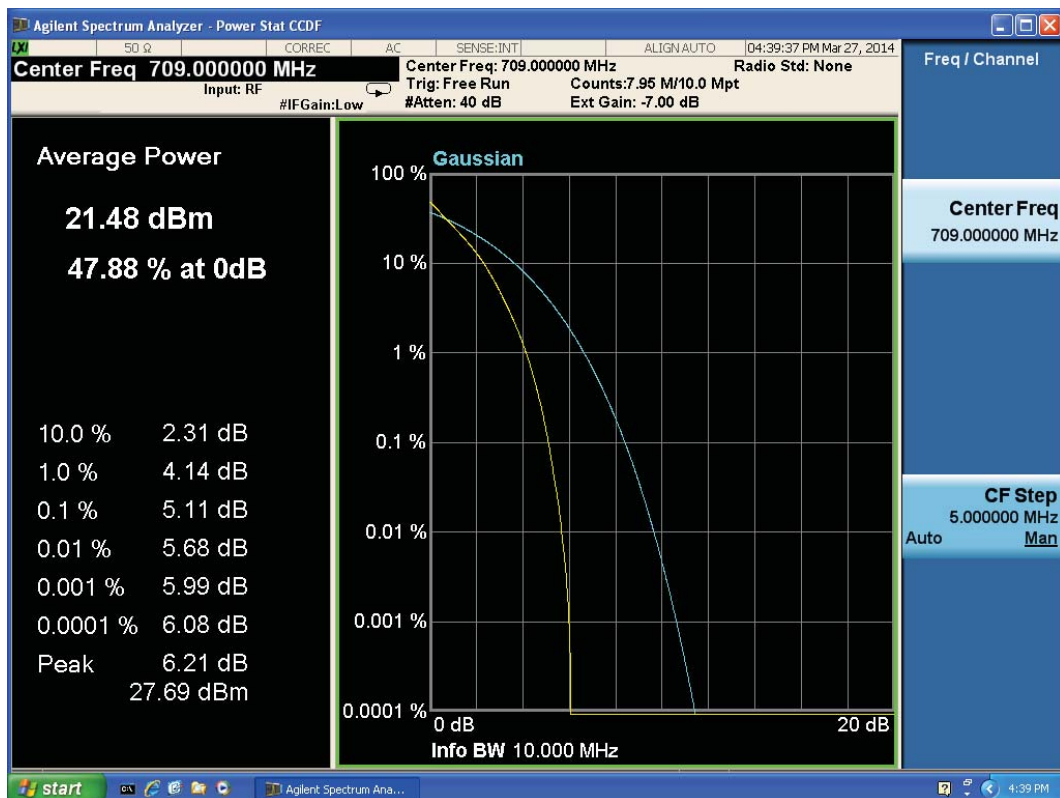 Agilent Spectrum Analyzer - Power Stat CCDF
LXI 50 Ω CORREC AC SENSE:INT ALIGNAUTO 04:39:37 PM Mar 27, 2014
Center Freq 709.000000 MHz
Input: RF
#IFGain:Low
Center Freq: 709.000000 MHz Radio Std: None
Trig: Free Run Counts:7.95 M/10.0 Mpt
#Atten: 40 dB Ext Gain: -7.00 dB
Average Power
21.48 dBm
47.88 % at 0dB
10.0 % 2.31 dB
1.0 % 4.14 dB
0.1 % 5.11 dB
0.01 % 5.68 dB
0.001 % 5.99 dB
0.0001 % 6.08 dB
Peak 6.21 dB
27.69 dBm
Gaussian
100 %
10 %
1 %
0.1 %
0.01 %
0.001 %
0.0001 %
0 dB 20 dB
Info BW 10.000 MHz
Freq / Channel
Center Freq
709.000000 MHz
CF Step
5.000000 MHz
Auto Man
start Agilent Spectrum Ana... 4:39 PM